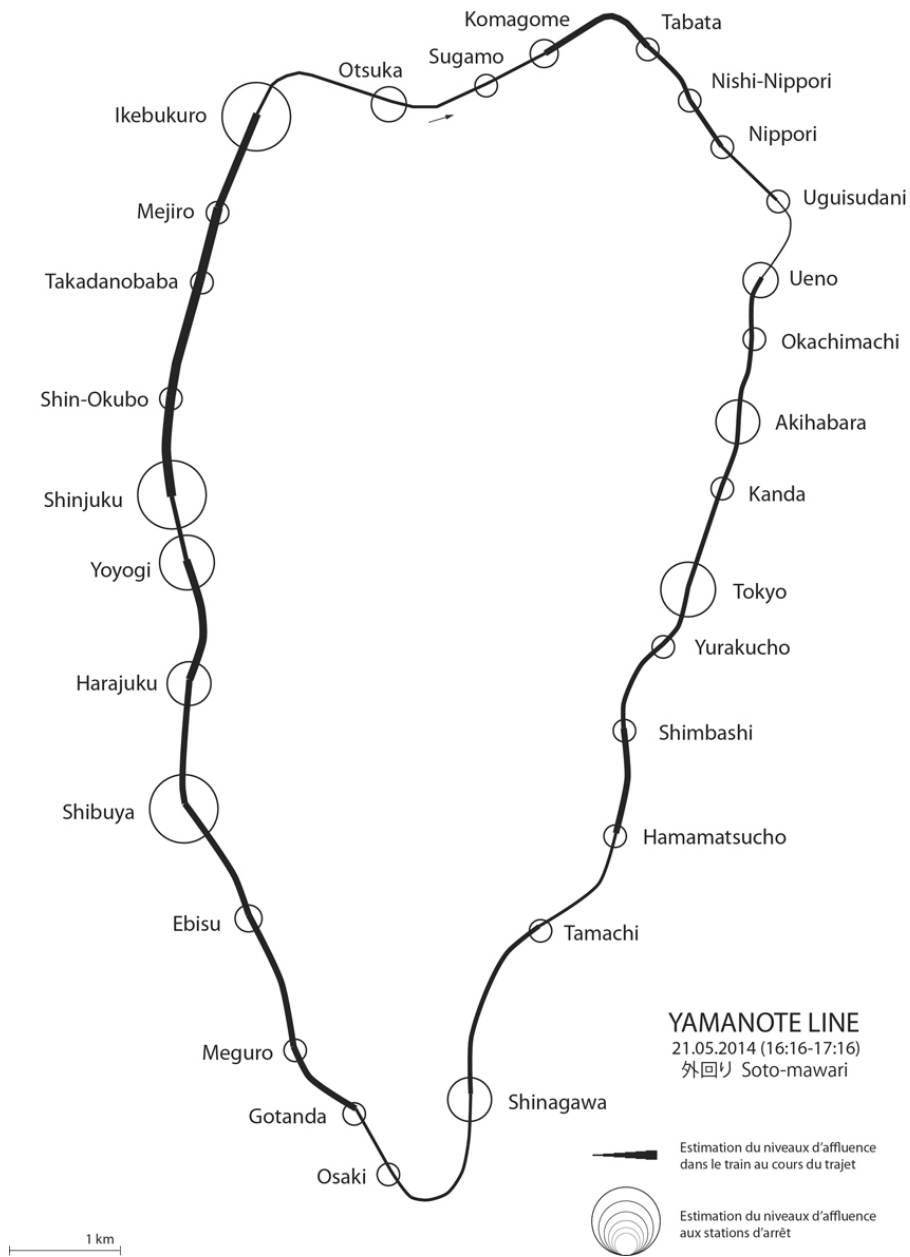 Komagome
Tabata
Otsuka
Sugamo
Nishi-Nippori
Ikebukuro
Nippori
Mejiro
Uguisudani
Takadanobaba
Ueno
Okachimachi
Shin-Okubo
Akihabara
Shinjuku
Kanda
Yoyogi
Tokyo
Yurakucho
Harajuku
Shimbashi
Shibuya
Hamamatsucho
Ebisu
Tamachi
YAMANOTE LINE
21.05.2014 (16:16-17:16)
外回り Soto-mawari
Meguro
Shinagawa
Gotanda
Osaki
Estimation du niveaux d'affluence
dans le train au cours du trajet
Estimation du niveaux d'affluence
aux stations d'arrêt
1 km